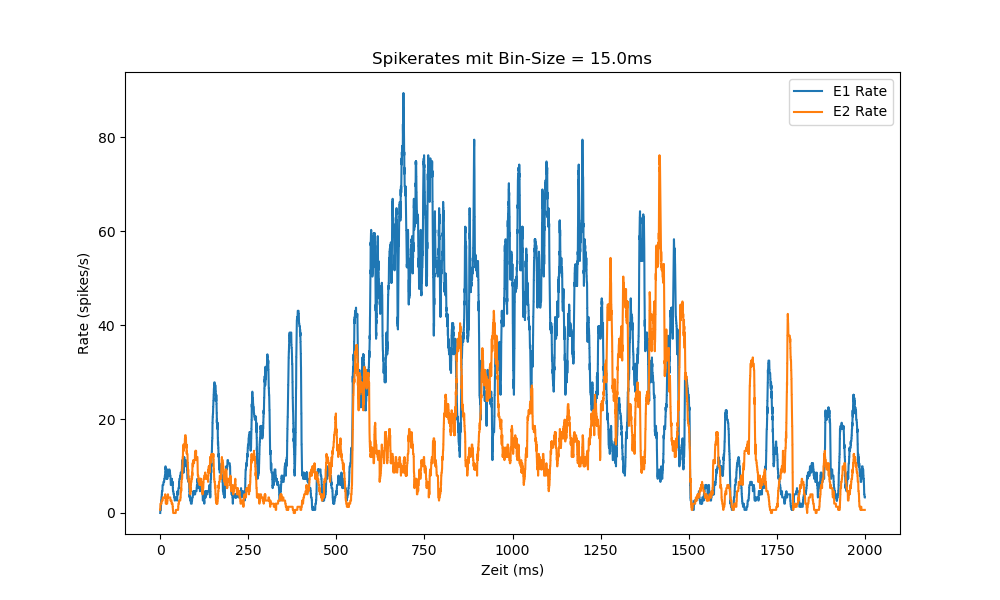 Spikerates mit Bin-Size = 15.0ms
E1 Rate
E2 Rate
80
60
40
20
0
Rate (spikes/s)
0 250 500 750 1000 1250 1500 1750 2000
Zeit (ms)